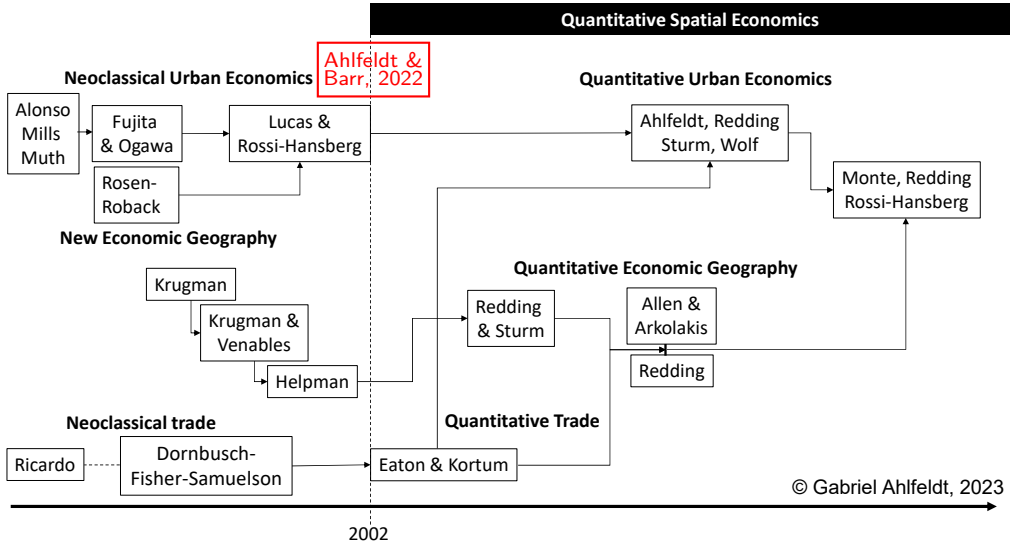 Quantitative Spatial Economics
Ahlfeldt &
Barr, 2022
Neoclassical Urban Economics
Quantitative Urban Economics
Alonso
Mills
Muth
Fujita
& Ogawa
Lucas &
Rossi-Hansberg
Ahlfeldt, Redding
Sturm, Wolf
Rosen-
Roback
Monte, Redding
Rossi-Hansberg
New Economic Geography
Quantitative Economic Geography
Krugman
Krugman &
Venables
Helpman
Redding
& Sturm
Allen &
Arkolakis
Redding
Neoclassical trade
Quantitative Trade
Ricardo
Dornbusch-
Fisher-Samuelson
Eaton & Kortum
© Gabriel Ahlfeldt, 2023
2002